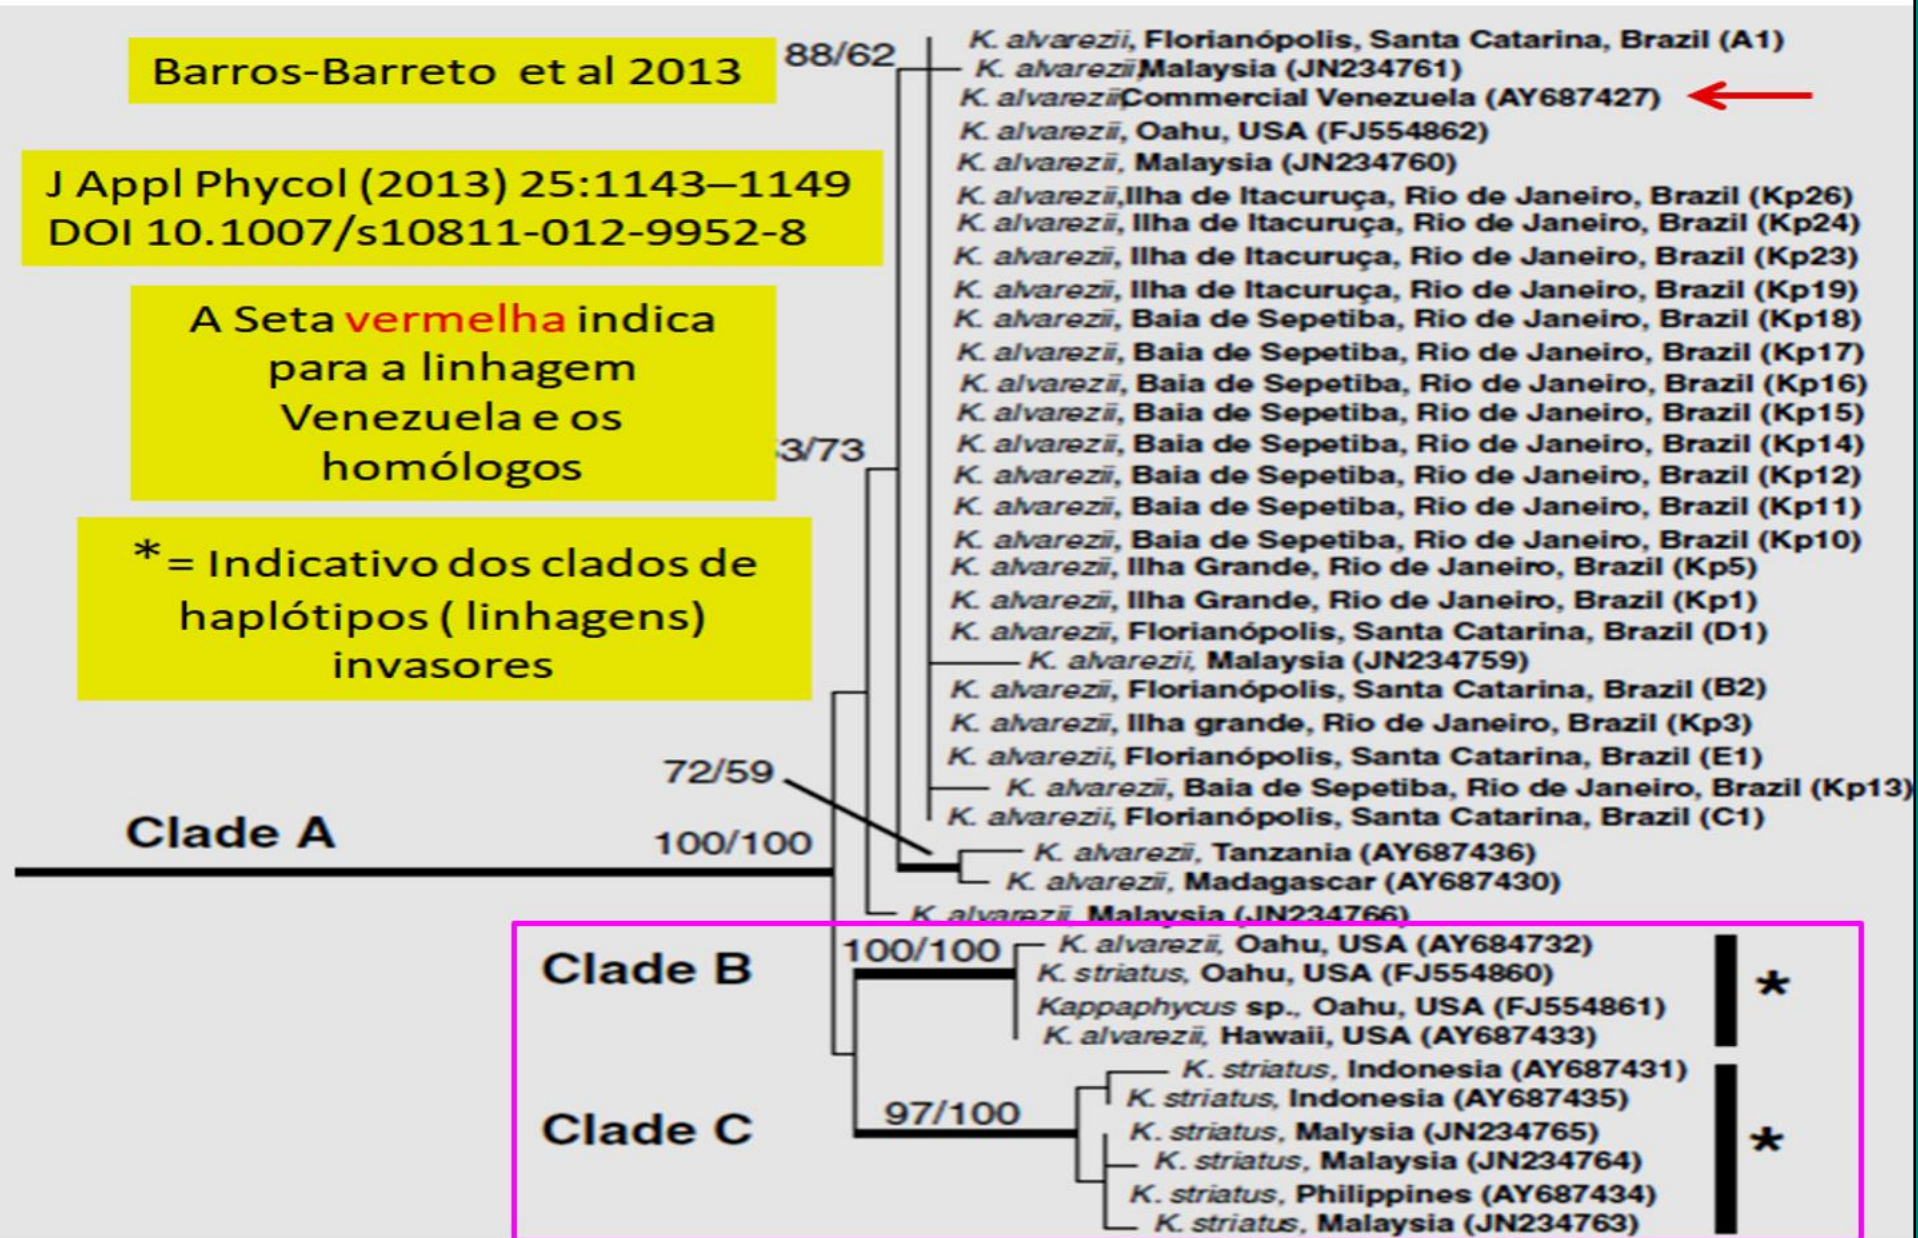 Barros-Barreto et al 2013
J Appl Phycol (2013) 25:1143–1149
DOI 10.1007/s10811-012-9952-8
A Seta vermelha indica
para a linhagem
Venezuela e os
homólogos
* = Indicativo dos clados de
haplótipos ( linhagens)
invasores
88/62
3/73
72/59
Clade A
100/100
K. alvarezii, Florianópolis, Santa Catarina, Brazil (A1)
K. alvarezii Malaysia (JN234761)
K. alvarezii Commercial Venezuela (AY687427)
K. alvarezii, Oahu, USA (FJ554862)
K. alvarezii, Malaysia (JN234760)
K. alvarezii, Ilha de Itacuruça, Rio de Janeiro, Brazil (Kp26)
K. alvarezii, Ilha de Itacuruça, Rio de Janeiro, Brazil (Kp24)
K. alvarezii, Ilha de Itacuruça, Rio de Janeiro, Brazil (Kp23)
K. alvarezii, Ilha de Itacuruça, Rio de Janeiro, Brazil (Kp19)
K. alvarezii, Baia de Sepetiba, Rio de Janeiro, Brazil (Kp18)
K. alvarezii, Baia de Sepetiba, Rio de Janeiro, Brazil (Kp17)
K. alvarezii, Baia de Sepetiba, Rio de Janeiro, Brazil (Kp16)
K. alvarezii, Baia de Sepetiba, Rio de Janeiro, Brazil (Kp15)
K. alvarezii, Baia de Sepetiba, Rio de Janeiro, Brazil (Kp14)
K. alvarezii, Baia de Sepetiba, Rio de Janeiro, Brazil (Kp12)
K. alvarezii, Baia de Sepetiba, Rio de Janeiro, Brazil (Kp11)
K. alvarezii, Baia de Sepetiba, Rio de Janeiro, Brazil (Kp10)
K. alvarezii, Ilha Grande, Rio de Janeiro, Brazil (Kp5)
K. alvarezii, Ilha Grande, Rio de Janeiro, Brazil (Kp1)
K. alvarezii, Florianópolis, Santa Catarina, Brazil (D1)
K. alvarezii, Malaysia (JN234759)
K. alvarezii, Florianópolis, Santa Catarina, Brazil (B2)
K. alvarezii, Ilha grande, Rio de Janeiro, Brazil (Kp3)
K. alvarezii, Florianópolis, Santa Catarina, Brazil (E1)
K. alvarezii, Baia de Sepetiba, Rio de Janeiro, Brazil (Kp13)
K. alvarezii, Florianópolis, Santa Catarina, Brazil (C1)
K. alvarezii, Tanzania (AY687436)
K. alvarezii, Madagascar (AY687430)
K. alvarezii, Malaysia (JN234766)
Clade B
100/100
K. alvarezii, Oahu, USA (AY684732)
K. striatus, Oahu, USA (FJ554860)
Kappaphycus sp., Oahu, USA (FJ554861)
K. alvarezii, Hawaii, USA (AY687433)
*
Clade C
97/100
K. striatus, Indonesia (AY687431)
K. striatus, Indonesia (AY687435)
K. striatus, Malysia (JN234765)
K. striatus, Malaysia (JN234764)
K. striatus, Philippines (AY687434)
K. striatus, Malaysia (JN234763)
*